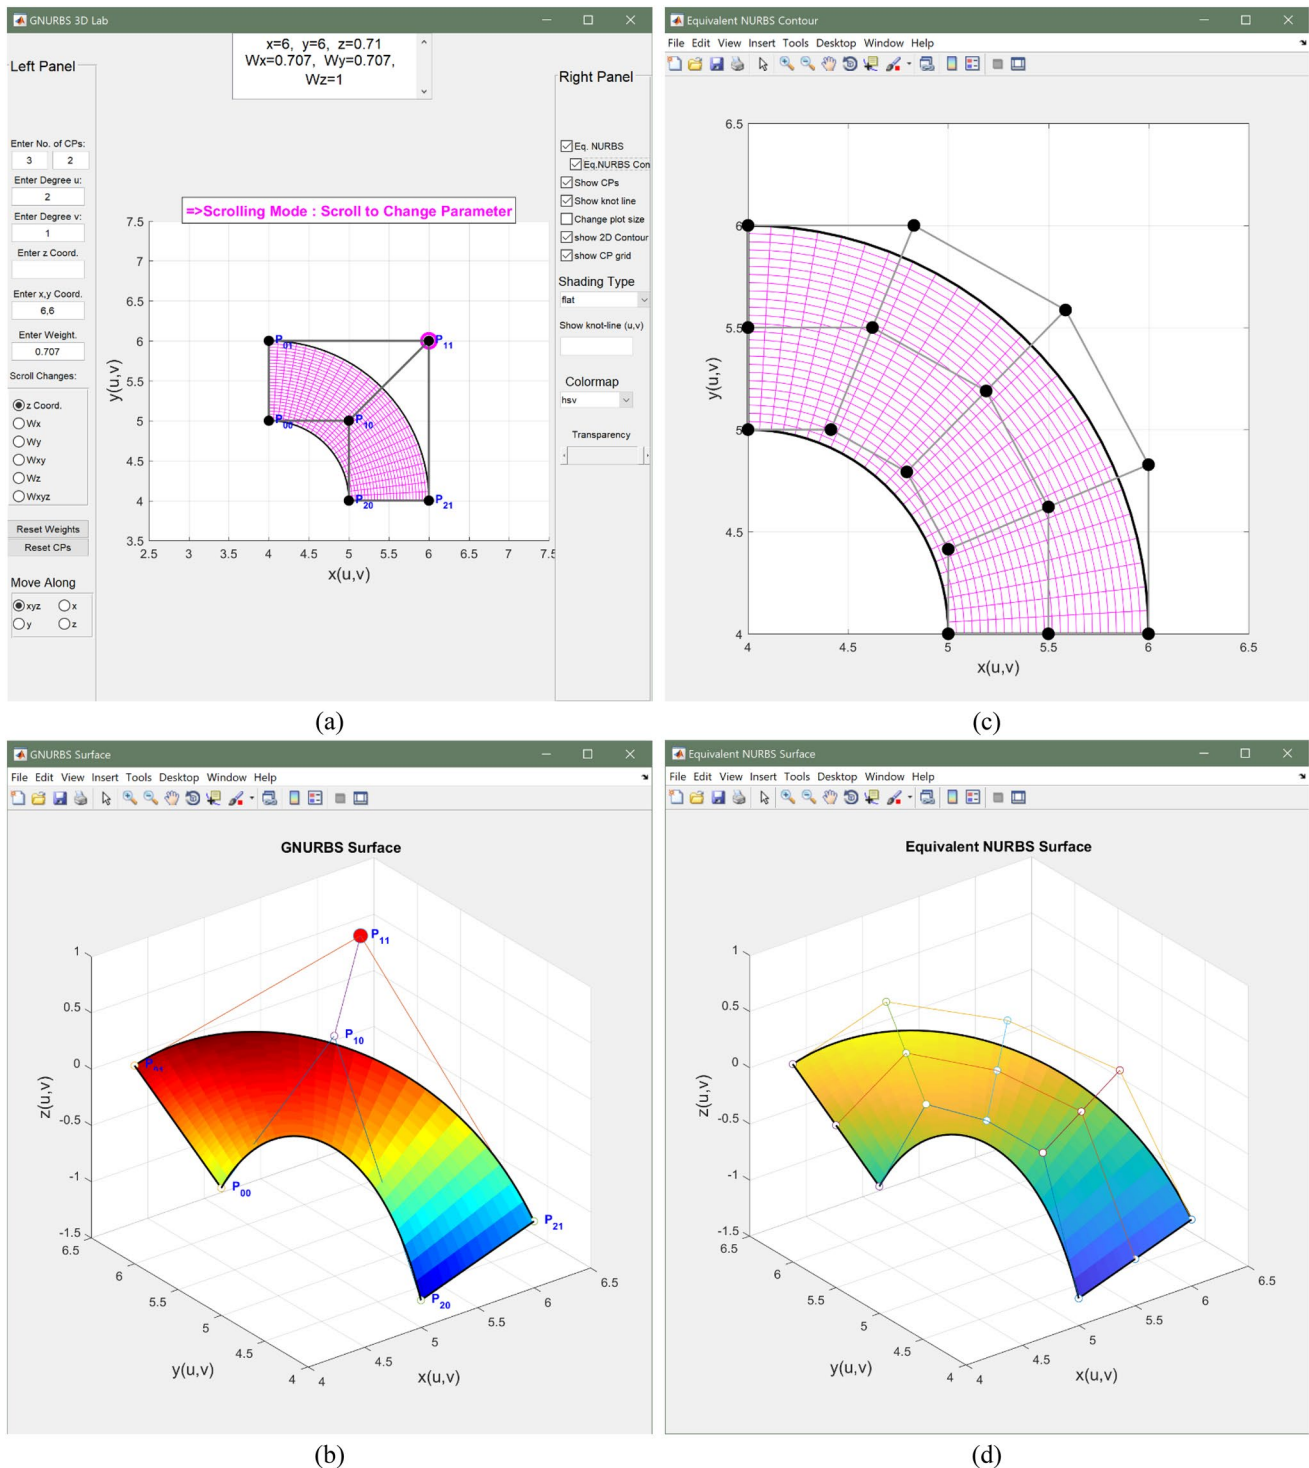 GNURBS 3D Lab
x=6, y=6, z=0.71
Wx=0.707, Wy=0.707,
Wz=1
Left Panel
Enter No. of CPs:
3 2
Enter Degree u:
2
Enter Degree v:
1
Enter z Coord.
Enter x,y Coord.
6,6
Enter Weight.
0.707
Scroll Changes:
z Coord.
Wx
Wy
Wxy
Wz
Wxyz
Reset Weights
Reset CPs
Move Along
xyz x
y z
=>Scrolling Mode : Scroll to Change Parameter
7.5
7
6.5
6
5.5
5
4.5
4
3.5
y(u,v)
P01
P11
P00
P10
P20
P21
2.5 3 3.5 4 4.5 5 5.5 6 6.5 7 7.5
x(u,v)
Right Panel
Eq. NURBS
Eq.NURBS Con
Show CPs
Show knot line
Change plot size
show 2D Contour
show CP grid
Shading Type
flat
Show knot-line (u,v)
Colormap
hsv
Transparency
(a)
Equivalent NURBS Contour
File Edit View Insert Tools Desktop Window Help
6.5
6
5.5
5
4.5
4
y(u,v)
4 4.5 5 5.5 6 6.5
x(u,v)
(c)
GNURBS Surface
File Edit View Insert Tools Desktop Window Help
GNURBS Surface
P11
P10
P00
P21
P20
1
0.5
0
-0.5
-1
-1.5
z(u,v)
6.5
6
5.5
5
4.5
4
y(u,v)
4
4.5
5
5.5
6
6.5
x(u,v)
(b)
Equivalent NURBS Surface
File Edit View Insert Tools Desktop Window Help
Equivalent NURBS Surface
1
0.5
0
-0.5
-1
-1.5
z(u,v)
6.5
6
5.5
5
4.5
4
y(u,v)
4
4.5
5
5.5
6
6.5
x(u,v)
(d)